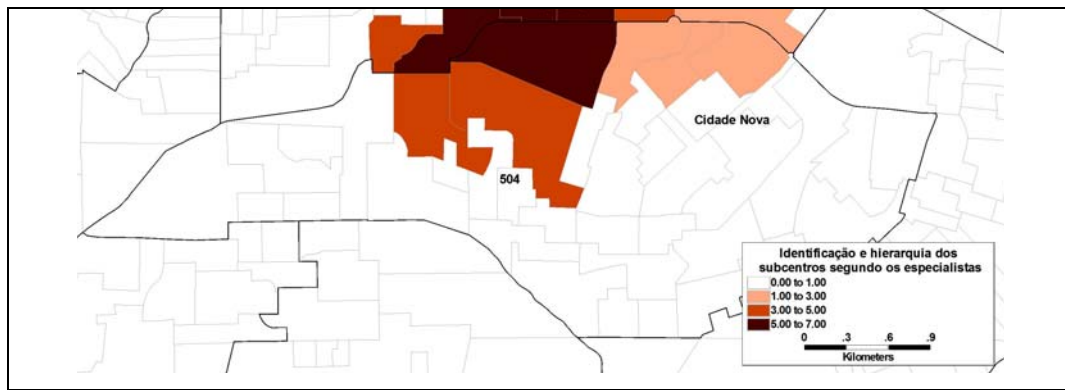 Cidade Nova
504
Identificação e hierarquia dos
subcentros segundo os especialistas
0.00 to 1.00
1.00 to 3.00
3.00 to 5.00
5.00 to 7.00
0 .3 .6 .9
Kilometers